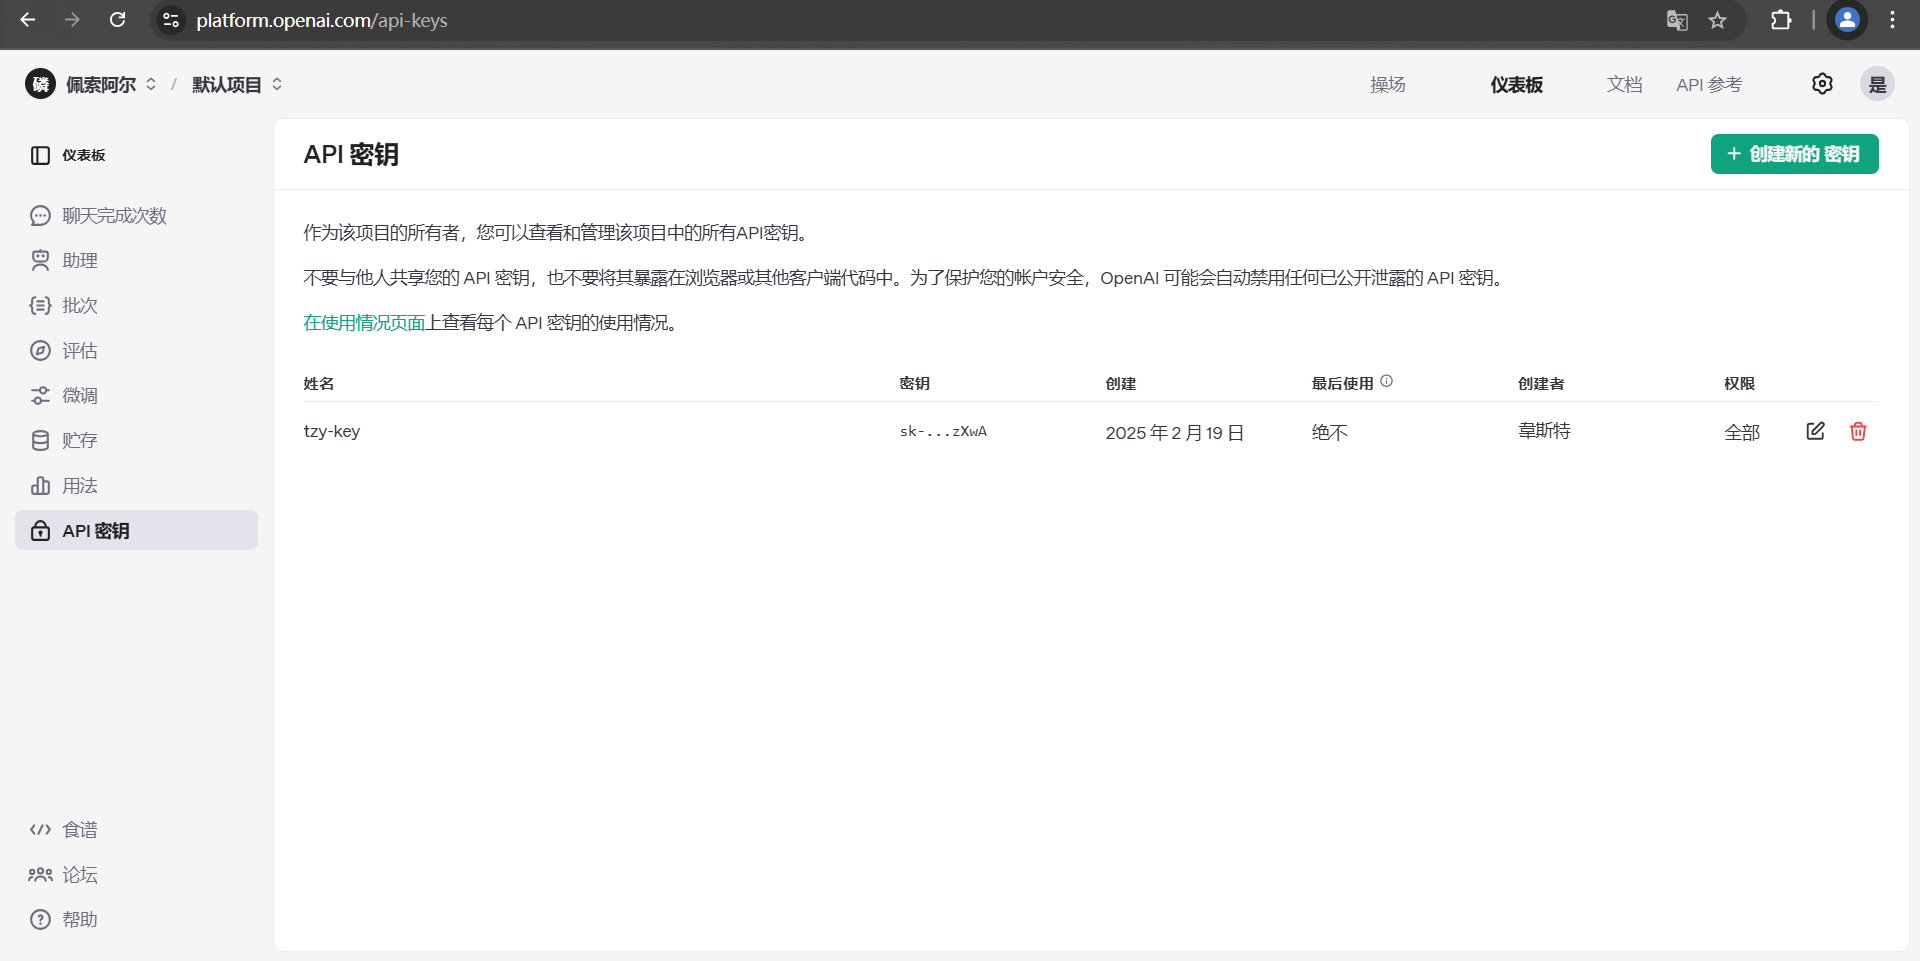 platform.openai.com/api-keys
磷 佩索阿尔 / 默认项目
操场 仪表板 文档 API 参考 是
仪表板
聊天完成次数
助理
批次
评估
微调
贮存
用法
API 密钥
食谱
论坛
帮助
API 密钥
+ 创建新的 密钥
作为该项目的所有者，您可以查看和管理该项目中的所有API密钥。
不要与他人共享您的 API 密钥，也不要将其暴露在浏览器或其他客户端代码中。为了保护您的帐户安全，OpenAI 可能会自动禁用任何已公开泄露的 API 密钥。
在使用情况页面上查看每个 API 密钥的使用情况。
姓名 密钥 创建 最后使用 创建者 权限
tzy-key sk-...zXwA 2025 年 2 月 19 日 绝不 韋斯特 全部